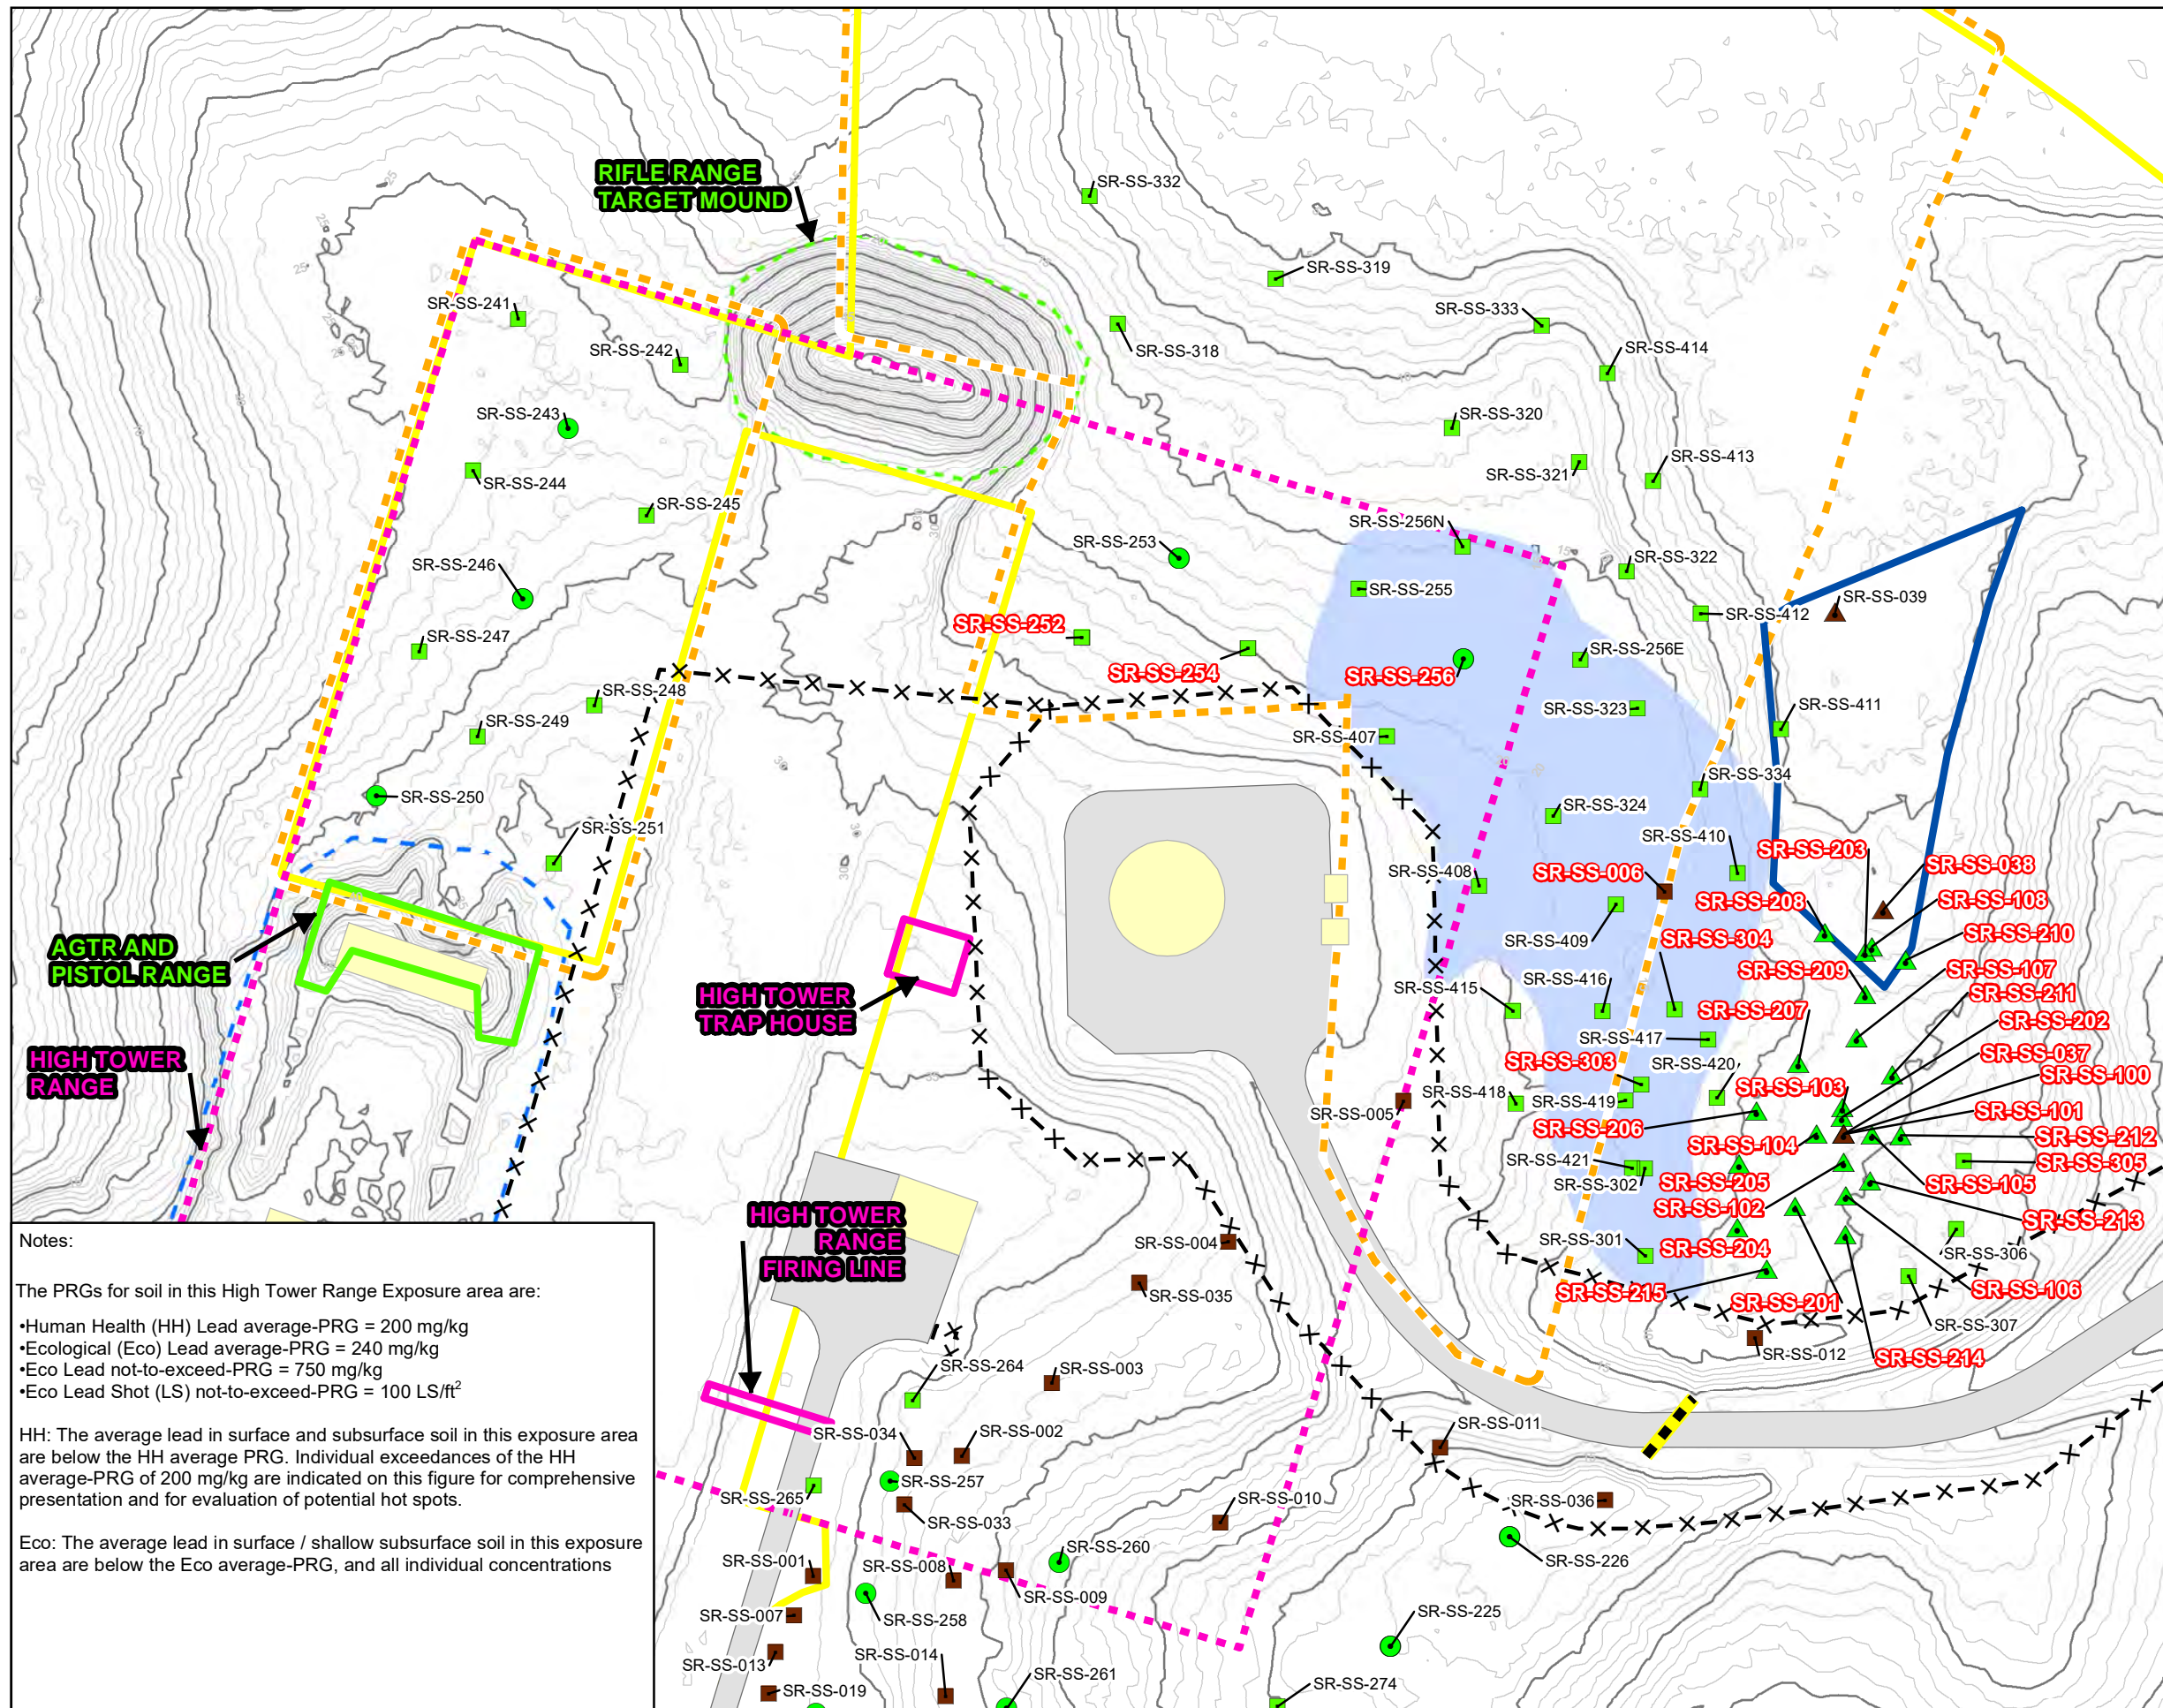 RIFLE RANGE
TARGET MOUND
SR-SS-332
SR-SS-319
SR-SS-333
SR-SS-318
SR-SS-414
SR-SS-241
SR-SS-242
SR-SS-243
SR-SS-244
SR-SS-245
SR-SS-246
SR-SS-247
SR-SS-248
SR-SS-249
SR-SS-250
SR-SS-251
SR-SS-320
SR-SS-321
SR-SS-413
SR-SS-256N
SR-SS-253
SR-SS-322
SR-SS-255
SR-SS-412
SR-SS-039
SR-SS-252
SR-SS-254
SR-SS-256
SR-SS-256E
SR-SS-323
SR-SS-411
SR-SS-407
SR-SS-334
SR-SS-324
SR-SS-410
SR-SS-203
SR-SS-038
SR-SS-408
SR-SS-006
SR-SS-108
SR-SS-208
SR-SS-210
SR-SS-409
SR-SS-304
SR-SS-209
SR-SS-107
SR-SS-415
SR-SS-416
SR-SS-211
SR-SS-207
SR-SS-202
SR-SS-417
SR-SS-037
SR-SS-303
SR-SS-420
SR-SS-100
SR-SS-103
SR-SS-418
SR-SS-419
SR-SS-101
SR-SS-005
SR-SS-206
SR-SS-104
SR-SS-212
SR-SS-421
SR-SS-305
SR-SS-302
SR-SS-205
SR-SS-105
SR-SS-102
SR-SS-213
SR-SS-301
SR-SS-204
SR-SS-306
SR-SS-215
SR-SS-201
SR-SS-106
SR-SS-307
SR-SS-012
SR-SS-214
AGTR AND
PISTOL RANGE
HIGH TOWER
TRAP HOUSE
HIGH TOWER
RANGE
HIGH TOWER
RANGE
FIRING LINE
SR-SS-004
SR-SS-035
SR-SS-264
SR-SS-003
SR-SS-034
SR-SS-002
SR-SS-011
SR-SS-257
SR-SS-265
SR-SS-033
SR-SS-010
SR-SS-036
SR-SS-001
SR-SS-008
SR-SS-260
SR-SS-226
SR-SS-009
SR-SS-007
SR-SS-258
SR-SS-225
SR-SS-013
SR-SS-014
SR-SS-261
SR-SS-019
SR-SS-274
Notes:
The PRGs for soil in this High Tower Range Exposure area are:
•Human Health (HH) Lead average-PRG = 200 mg/kg
•Ecological (Eco) Lead average-PRG = 240 mg/kg
•Eco Lead not-to-exceed-PRG = 750 mg/kg
•Eco Lead Shot (LS) not-to-exceed-PRG = 100 LS/ft²
HH: The average lead in surface and subsurface soil in this exposure area
are below the HH average PRG. Individual exceedances of the HH
average-PRG of 200 mg/kg are indicated on this figure for comprehensive
presentation and for evaluation of potential hot spots.
Eco: The average lead in surface / shallow subsurface soil in this exposure
area are below the Eco average-PRG, and all individual concentrations